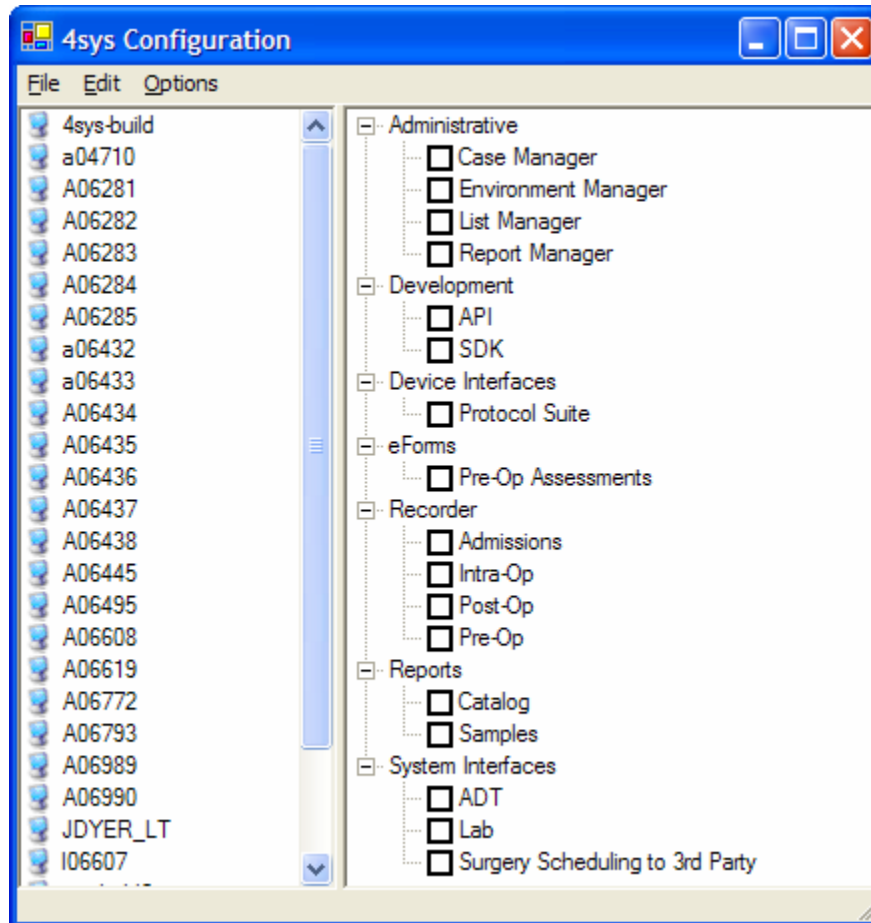 4sys Configuration
File Edit Options
4sys-build
a04710
A06281
A06282
A06283
A06284
A06285
a06432
a06433
A06434
A06435
A06436
A06437
A06438
A06445
A06495
A06608
A06619
A06772
A06793
A06989
A06990
JDYER_LT
l06607
Administrative
Case Manager
Environment Manager
List Manager
Report Manager
Development
API
SDK
Device Interfaces
Protocol Suite
eForms
Pre-Op Assessments
Recorder
Admissions
Intra-Op
Post-Op
Pre-Op
Reports
Catalog
Samples
System Interfaces
ADT
Lab
Surgery Scheduling to 3rd Party